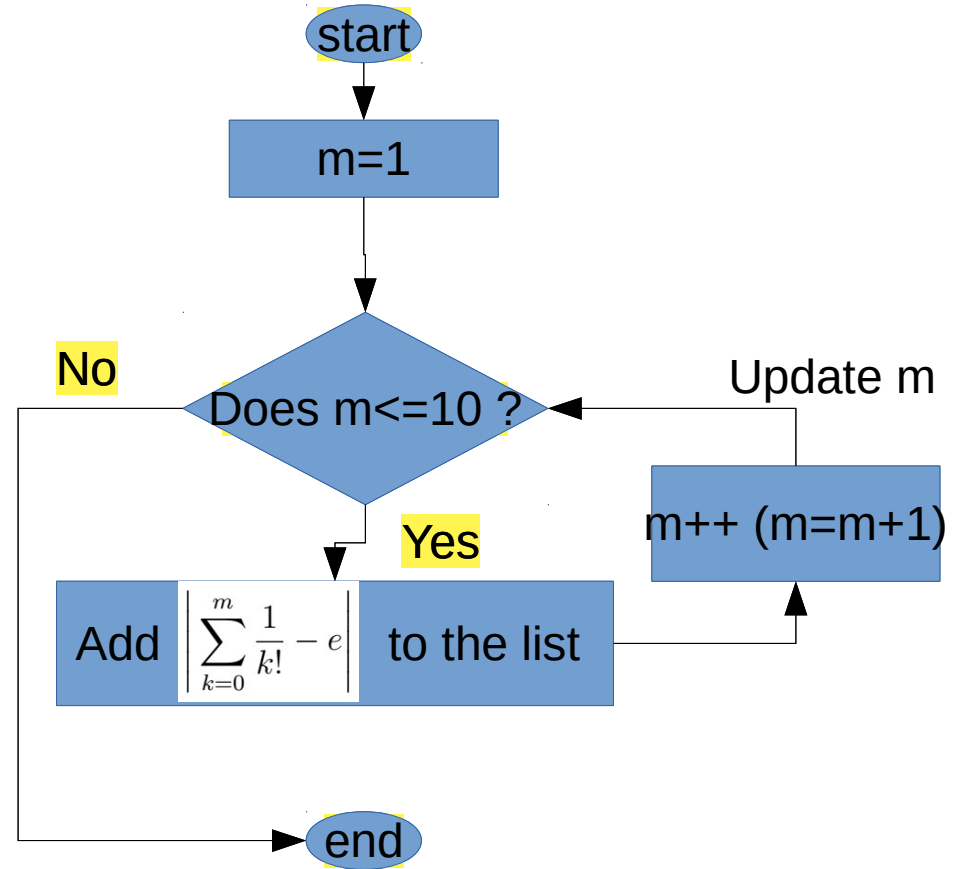 start
m=1
No
Does m<=10 ?
Update m
m++ (m=m+1)
Yes
Add $\left| \sum_{k=0}^{m} \frac{1}{k!} - e \right|$ to the list
end